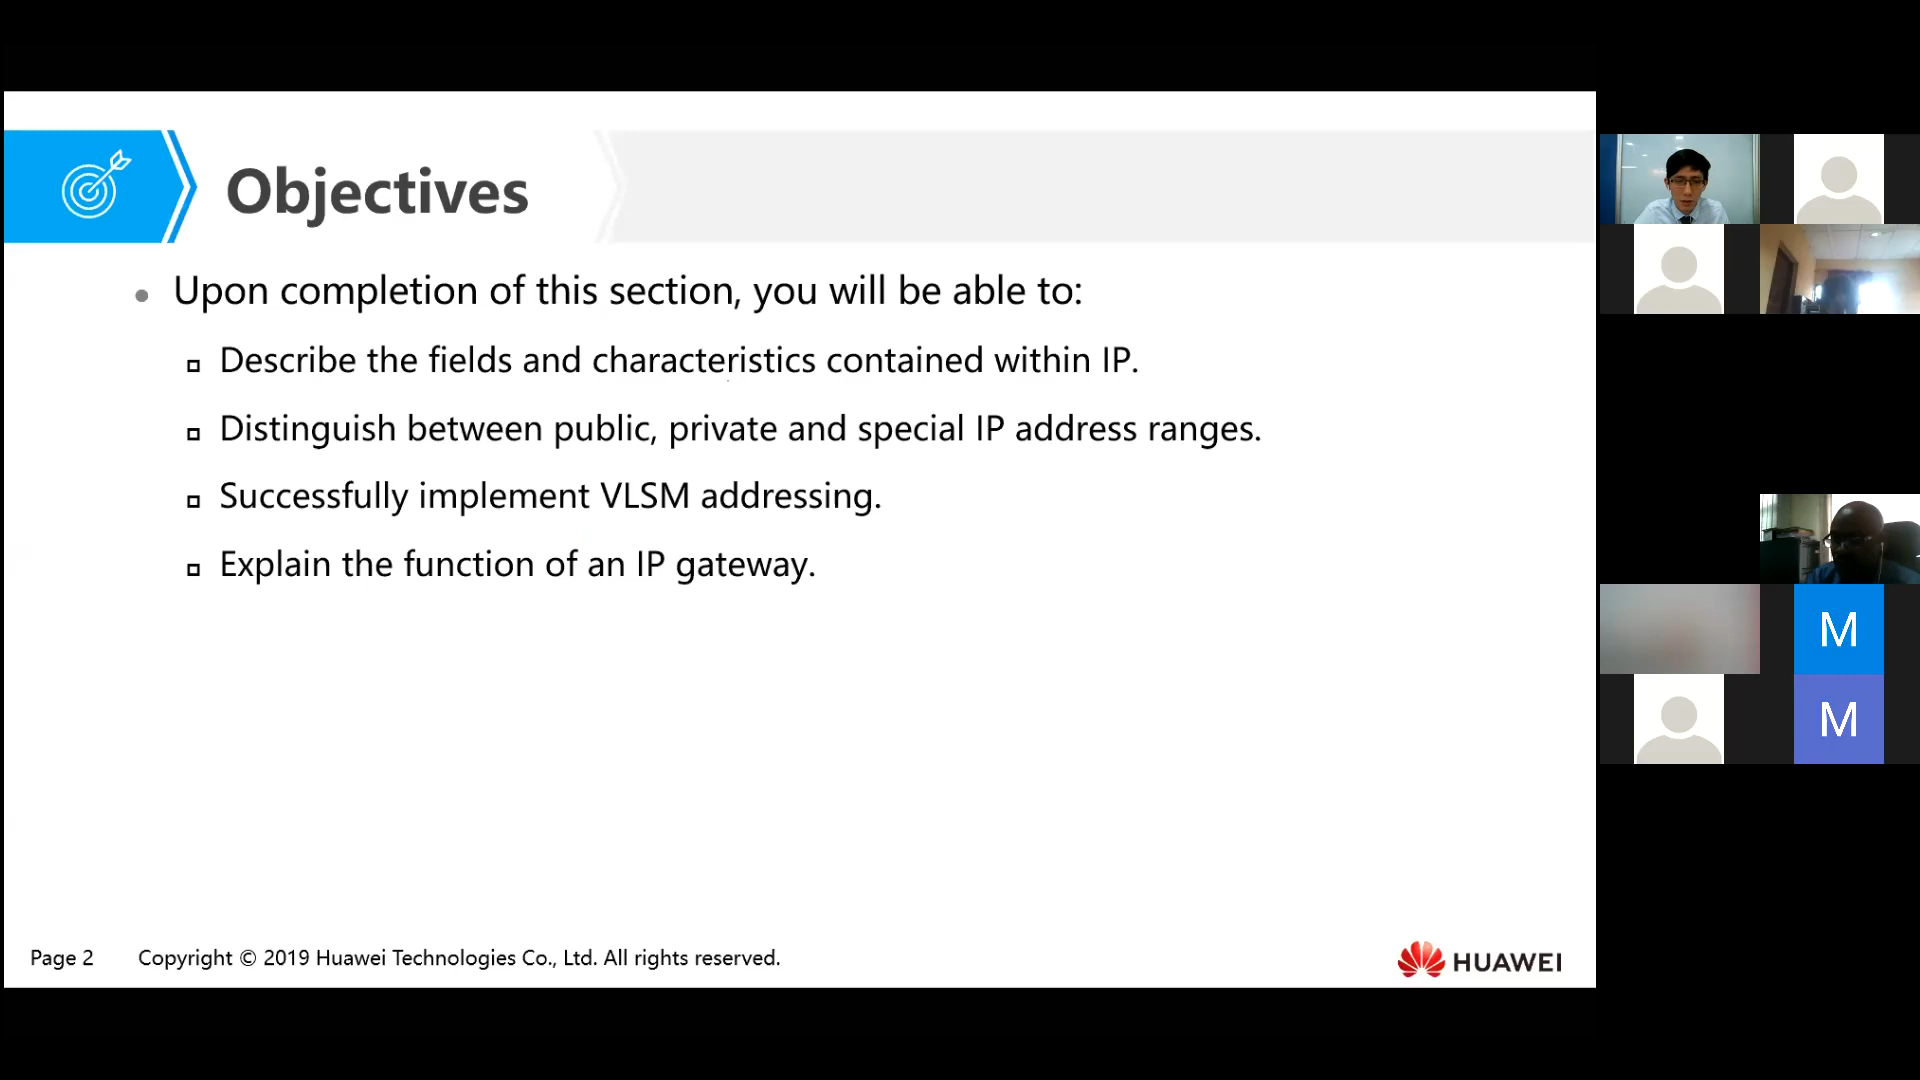 Objectives
Upon completion of this section, you will be able to:
Describe the fields and characteristics contained within IP.
Distinguish between public, private and special IP address ranges.
Successfully implement VLSM addressing.
Explain the function of an IP gateway.
Page 2 Copyright © 2019 Huawei Technologies Co., Ltd. All rights reserved.
HUAWEI
M
M